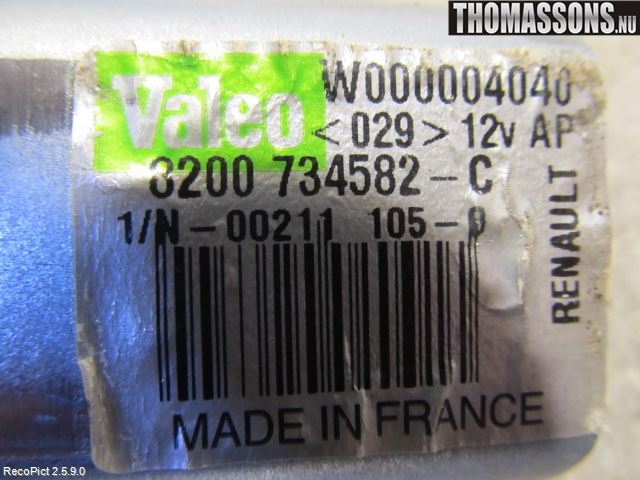 THOMASSONS.NU
Valeo W000004040
<029> 12v AP
8200 734582-C
1/N-00211 105-9
RENAULT
MADE IN FRANCE
RecoPict 2.5.9.0